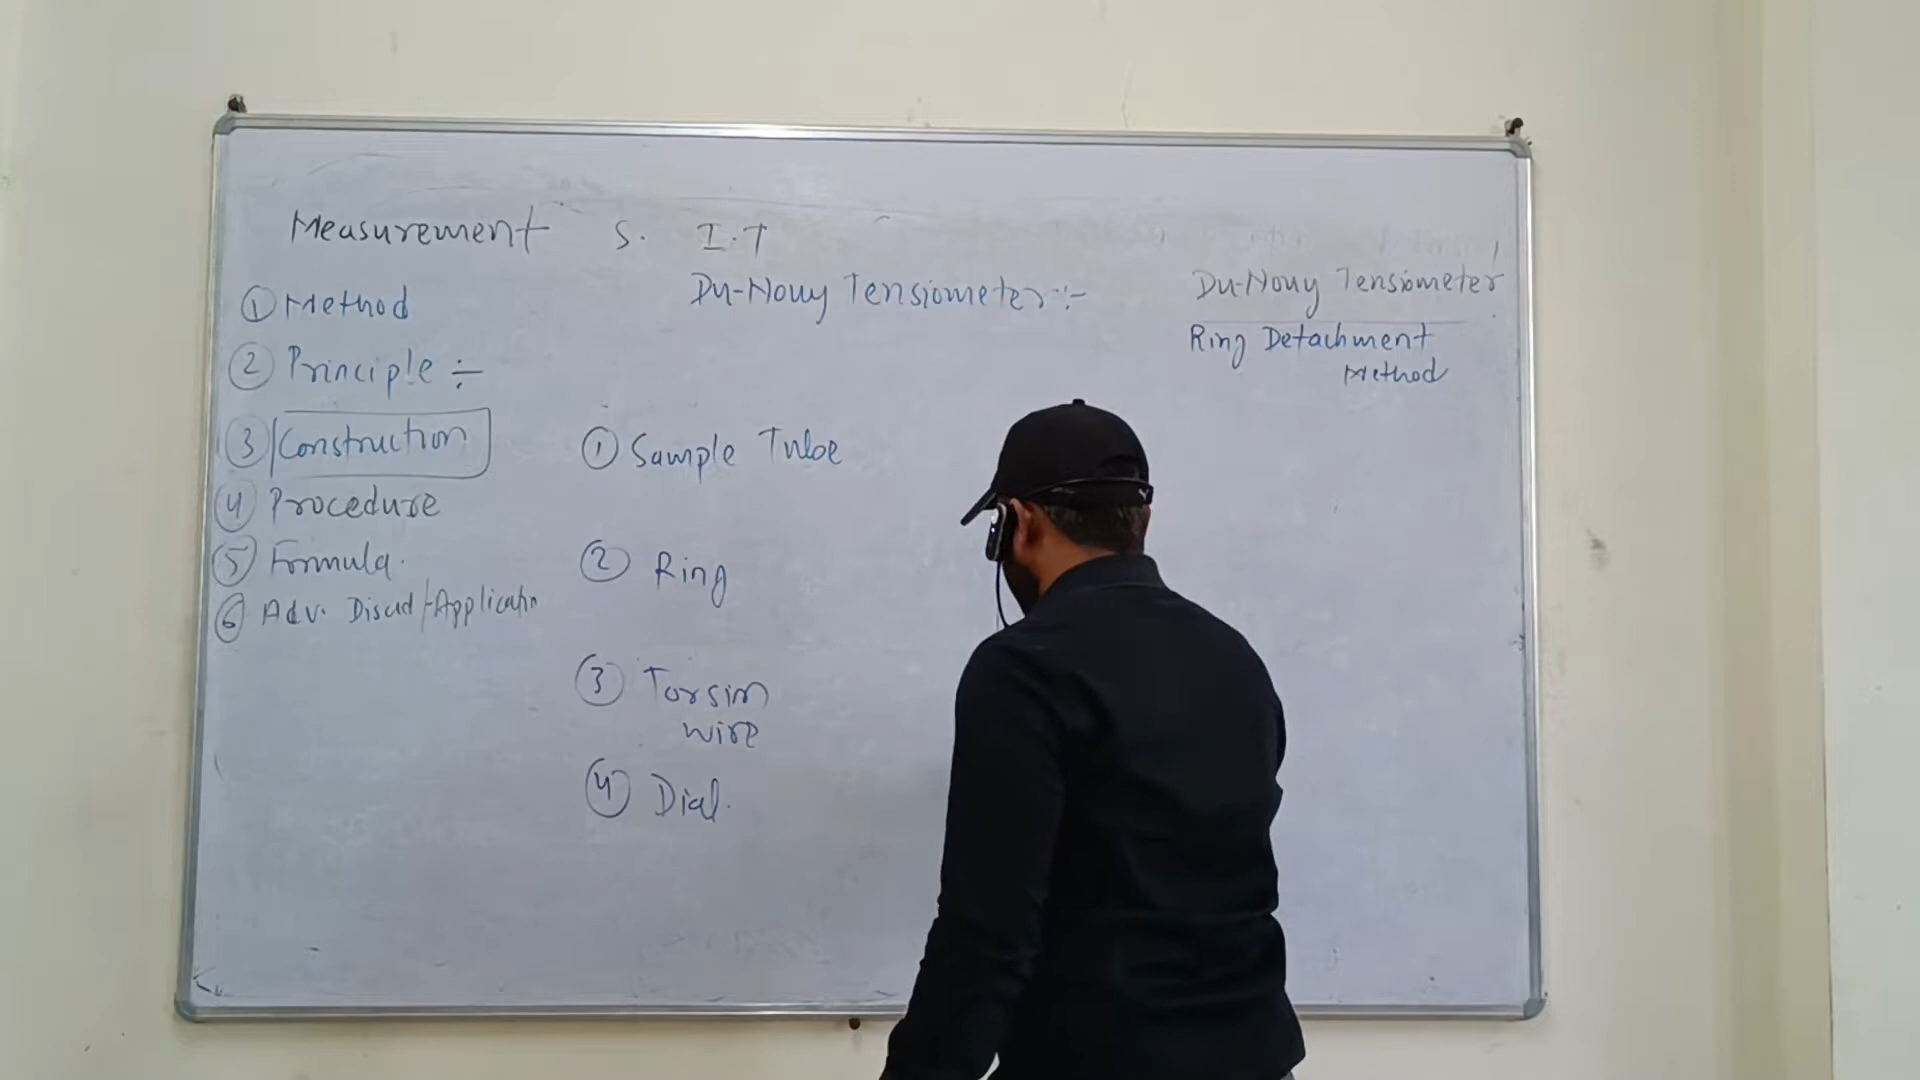 Measurement S. I.T
Du-Nouy Tensiometer :-
Du-Nouy Tensiometer
Ring Detachment
Method
① Method
② Principle ÷
③ Construction
④ Procedure
⑤ Formula.
⑥ Adv. Disad/-Applicatn
① Sample Tube
② Ring
③ Torsion
wire
④ Dial.